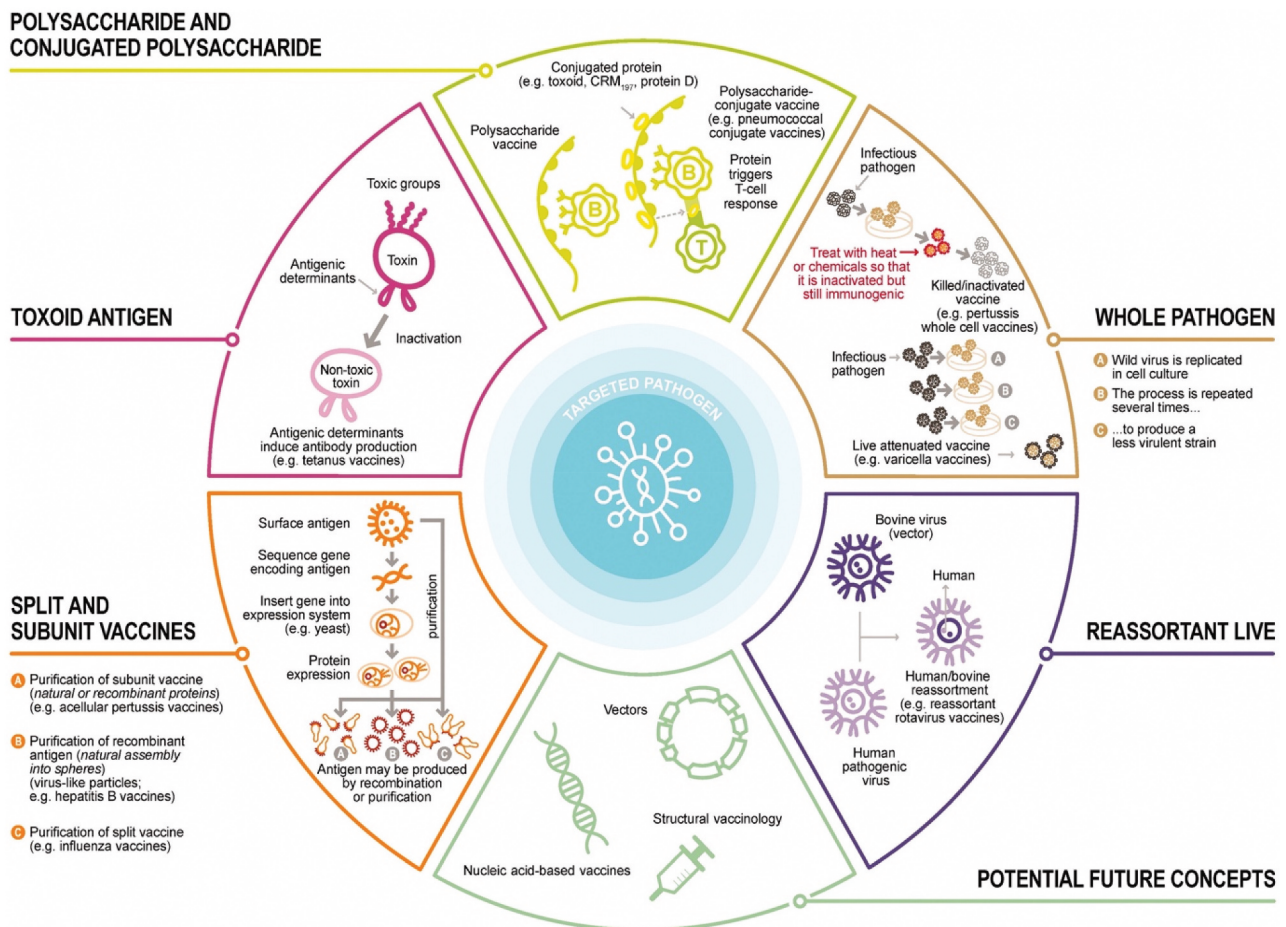 POLYSACCHARIDE AND
CONJUGATED POLYSACCHARIDE
Conjugated protein
(e.g. toxoid, CRM197, protein D)
Polysaccharide
vaccine
Polysaccharide-
conjugate vaccine
(e.g. pneumococcal
conjugate vaccines)
Protein
triggers
T-cell
response
B
B
T
TOXOID ANTIGEN
Toxic groups
Toxin
Antigenic
determinants
Inactivation
Non-toxic
toxin
Antigenic determinants
induce antibody production
(e.g. tetanus vaccines)
WHOLE PATHOGEN
Infectious
pathogen
Treat with heat
or chemicals so that
it is inactivated but
still immunogenic
Killed/inactivated
vaccine
(e.g. pertussis
whole cell vaccines)
Infectious
pathogen
A
B
C
Live attenuated vaccine
(e.g. varicella vaccines)
A Wild virus is replicated
in cell culture
B The process is repeated
several times...
C ...to produce a
less virulent strain
TARGETED PATHOGEN
SPLIT AND
SUBUNIT VACCINES
A Purification of subunit vaccine
(natural or recombinant proteins)
(e.g. acellular pertussis vaccines)
B Purification of recombinant
antigen (natural assembly
into spheres)
(virus-like particles;
e.g. hepatitis B vaccines)
C Purification of split vaccine
(e.g. influenza vaccines)
Surface antigen
Sequence gene
encoding antigen
Insert gene into
expression system
(e.g. yeast)
Protein
expression
purification
A
B
C
Antigen may be produced
by recombination
or purification
REASSORTANT LIVE
Bovine virus
(vector)
Human
Human/bovine
reassortment
(e.g. reassortant
rotavirus vaccines)
Human
pathogenic
virus
POTENTIAL FUTURE CONCEPTS
Vectors
Structural vaccinology
Nucleic acid-based vaccines